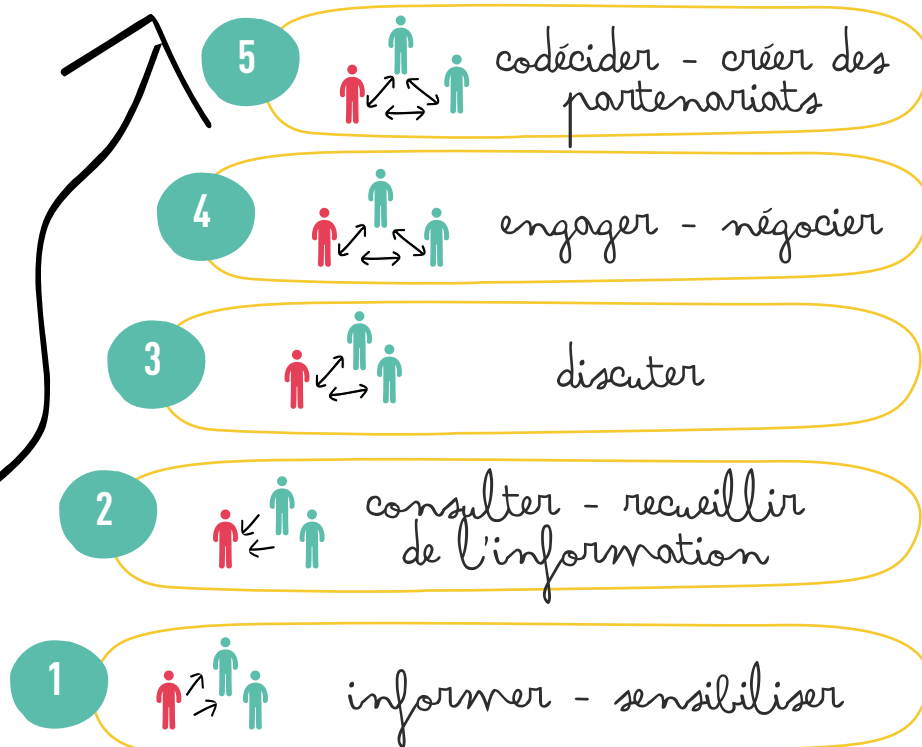 5
codécider - créer des
partenariats
4
engager - négocier
3
discuter
2
consulter - recueillir
de l'information
1
informer - sensibiliser